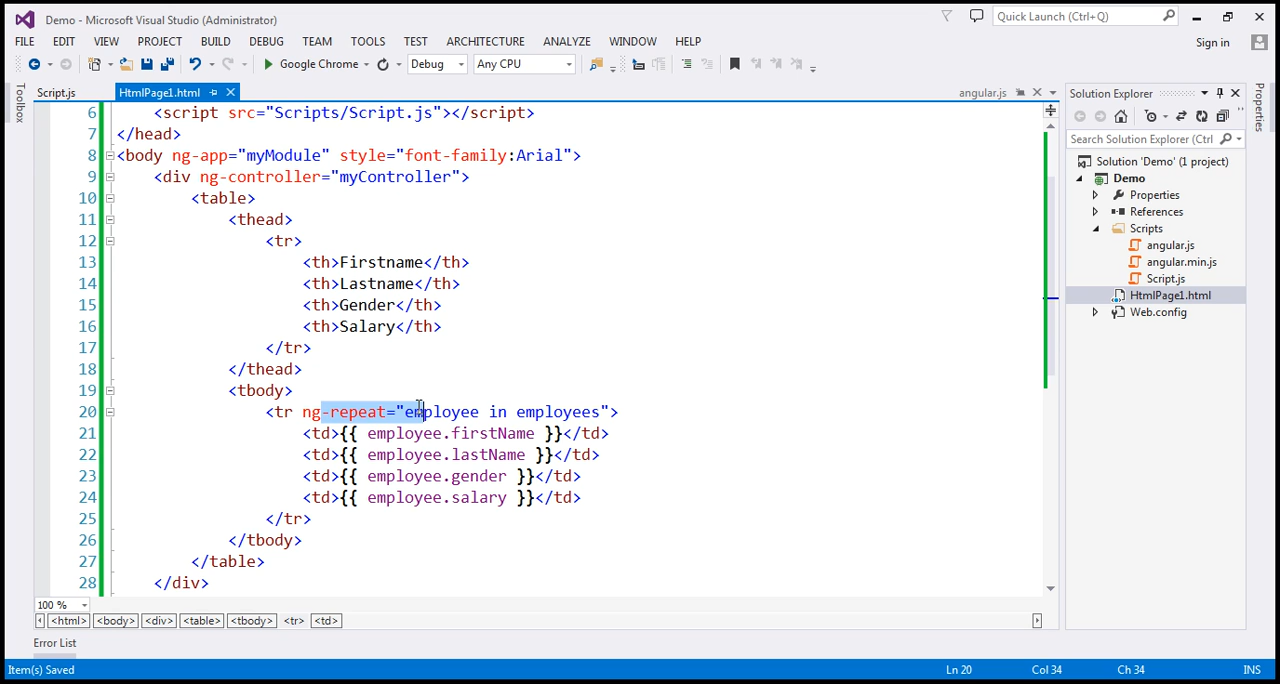 Demo - Microsoft Visual Studio (Administrator)
Quick Launch (Ctrl+Q)
FILE EDIT VIEW PROJECT BUILD DEBUG TEAM TOOLS TEST ARCHITECTURE ANALYZE WINDOW HELP
Sign in
Google Chrome Debug Any CPU
Toolbox
Script.js HtmlPage1.html angular.js
6 <script src="Scripts/Script.js"></script>
7 </head>
8 <body ng-app="myModule" style="font-family:Arial">
9 <div ng-controller="myController">
10 <table>
11 <thead>
12 <tr>
13 <th>Firstname</th>
14 <th>Lastname</th>
15 <th>Gender</th>
16 <th>Salary</th>
17 </tr>
18 </thead>
19 <tbody>
20 <tr ng-repeat="employee in employees">
21 <td>{{ employee.firstName }}</td>
22 <td>{{ employee.lastName }}</td>
23 <td>{{ employee.gender }}</td>
24 <td>{{ employee.salary }}</td>
25 </tr>
26 </tbody>
27 </table>
28 </div>
100 %
<html> <body> <div> <table> <tbody> <tr> <td>
Error List
Solution Explorer
Search Solution Explorer (Ctrl
Solution 'Demo' (1 project)
Demo
Properties
References
Scripts
angular.js
angular.min.js
Script.js
HtmlPage1.html
Web.config
Properties
Item(s) Saved Ln 20 Col 34 Ch 34 INS